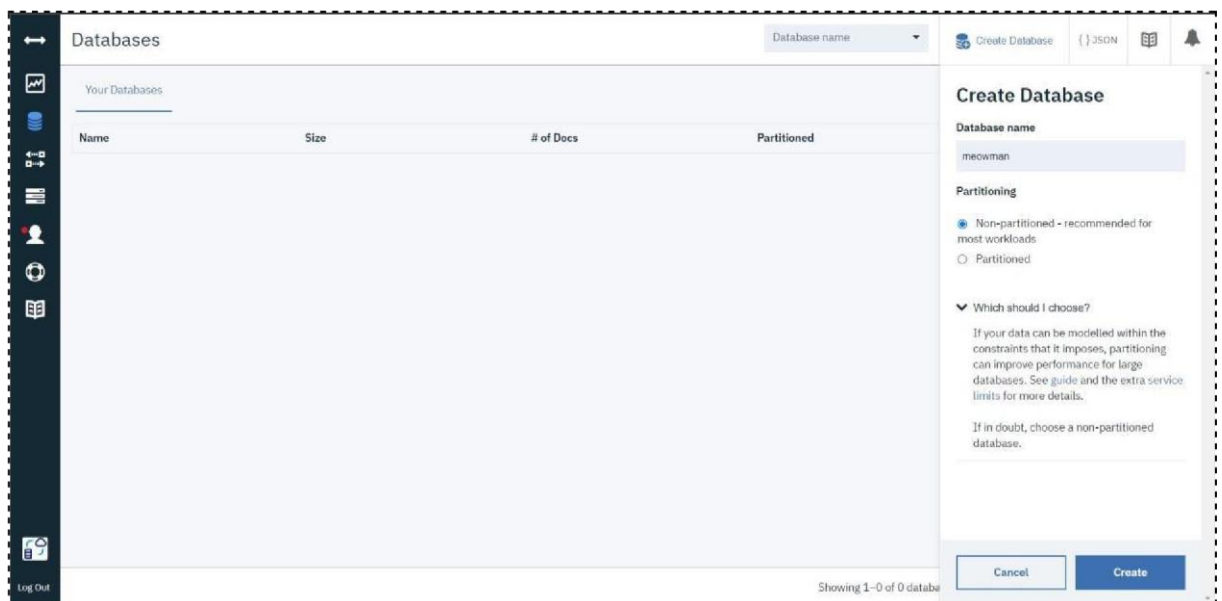 Databases
Database name
Create Database
{ } JSON
Your Databases
Name Size # of Docs Partitioned
Create Database
Database name
meowman
Partitioning
Non-partitioned - recommended for
most workloads
Partitioned
Which should I choose?
If your data can be modelled within the
constraints that it imposes, partitioning
can improve performance for large
databases. See guide and the extra service
limits for more details.
If in doubt, choose a non-partitioned
database.
Cancel
Create
Log Out
Showing 1–0 of 0 databa